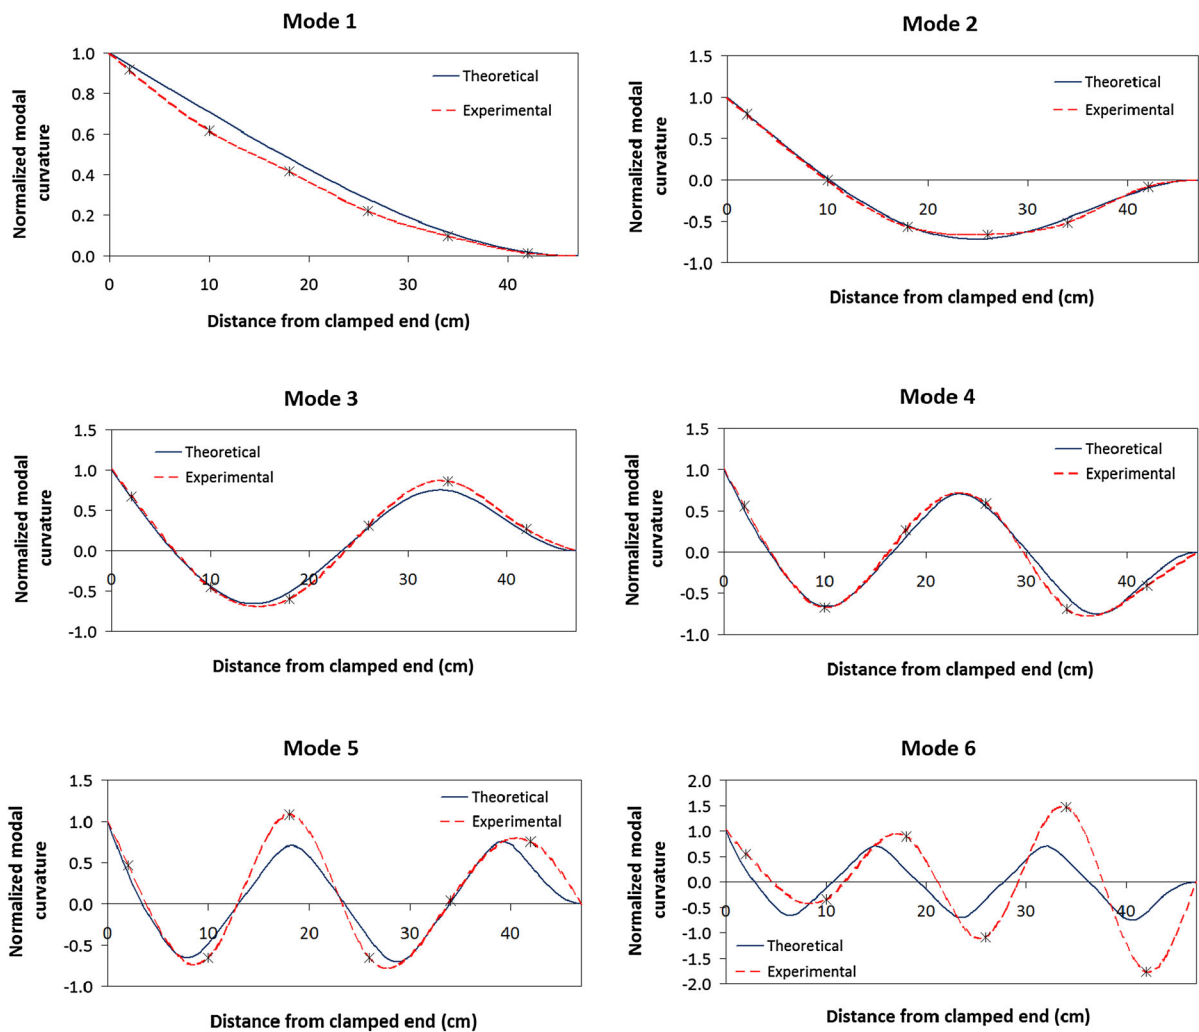 Mode 1
Normalized modal
curvature
1.0
0.8
0.6
0.4
0.2
0.0
0
10
20
30
40
Theoretical
Experimental
Distance from clamped end (cm)
Mode 2
Normalized modal
curvature
1.5
1.0
0.5
0.0
-0.5
-1.0
0
10
20
30
40
Theoretical
Experimental
Distance from clamped end (cm)
Mode 3
Normalized modal
curvature
1.5
1.0
0.5
0.0
-0.5
-1.0
0
10
20
30
40
Theoretical
Experimental
Distance from clamped end (cm)
Mode 4
Normalized modal
curvature
1.5
1.0
0.5
0.0
-0.5
-1.0
0
10
20
30
40
Theoretical
Experimental
Distance from clamped end (cm)
Mode 5
Normalized modal
curvature
1.5
1.0
0.5
0.0
-0.5
-1.0
0
10
20
30
40
Theoretical
Experimental
Distance from clamped end (cm)
Mode 6
Normalized modal
curvature
2.0
1.5
1.0
0.5
0.0
-0.5
-1.0
-1.5
-2.0
0
10
20
30
40
Theoretical
Experimental
Distance from clamped end (cm)